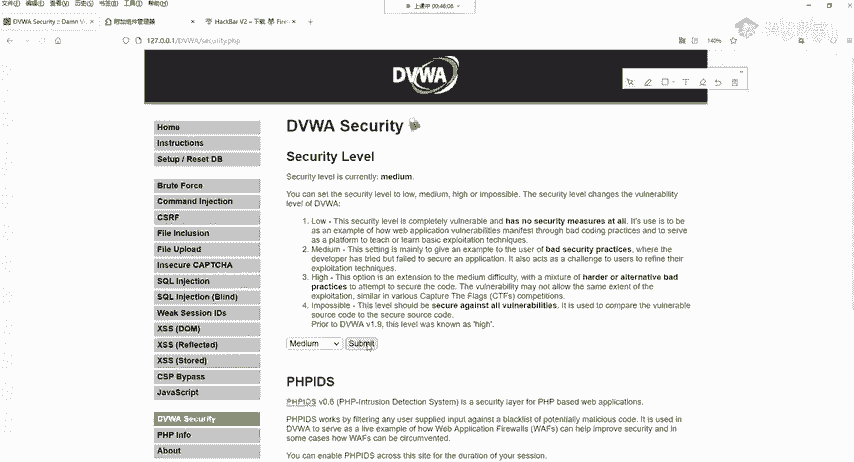 文件(F) 编辑(E) 查看(V) 历史(S) 书签(B) 工具(T) 帮助(H)
上课中 00:48:08
DVWA Security :: Damn V
附加组件管理器
HackBar V2 – 下载
127.0.0.1/DVWA/security.php
140%
DVWA
Home
Instructions
Setup / Reset DB
Brute Force
Command Injection
CSRF
File Inclusion
File Upload
Insecure CAPTCHA
SQL Injection
SQL Injection (Blind)
Weak Session IDs
XSS (DOM)
XSS (Reflected)
XSS (Stored)
CSP Bypass
JavaScript
DVWA Security
PHP Info
About
DVWA Security
Security Level
Security level is currently: medium.
You can set the security level to low, medium, high or impossible. The security level changes the vulnerability
level of DVWA:
1. Low - This security level is completely vulnerable and has no security measures at all. It's use is to be
as an example of how web application vulnerabilities manifest through bad coding practices and to serve
as a platform to teach or learn basic exploitation techniques.
2. Medium - This setting is mainly to give an example to the user of bad security practices, where the
developer has tried but failed to secure an application. It also acts as a challenge to users to refine their
exploitation techniques.
3. High - This option is an extension to the medium difficulty, with a mixture of harder or alternative bad
practices to attempt to secure the code. The vulnerability may not allow the same extent of the
exploitation, similar in various Capture The Flags (CTFs) competitions.
4. Impossible - This level should be secure against all vulnerabilities. It is used to compare the vulnerable
source code to the secure source code.
Prior to DVWA v1.9, this level was known as 'high'.
Medium
Submit
PHPIDS
PHPIDS v0.6 (PHP-Intrusion Detection System) is a security layer for PHP based web applications.
PHPIDS works by filtering any user supplied input against a blacklist of potentially malicious code. It is used in
DVWA to serve as a live example of how Web Application Firewalls (WAFs) can help improve security and in
some cases how WAFs can be circumvented.
You can enable PHPIDS across this site for the duration of your session.